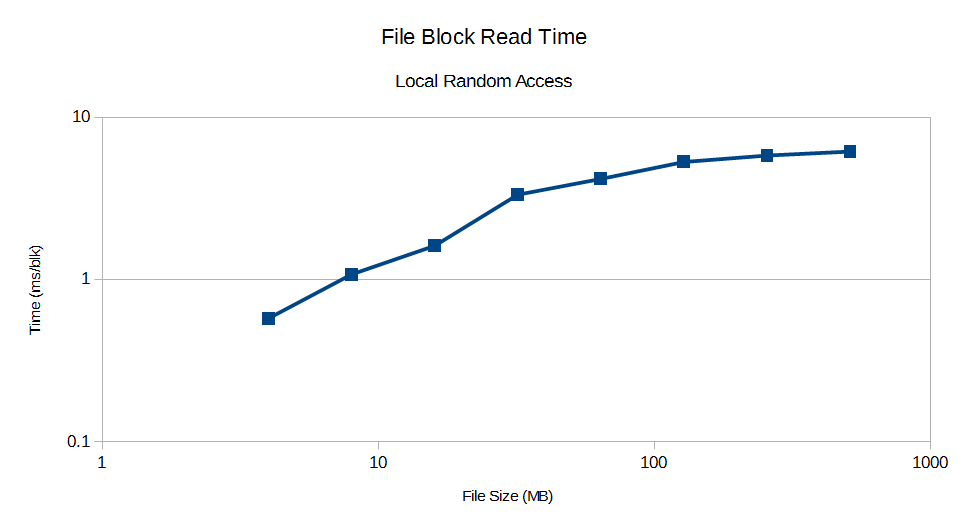 File Block Read Time
Local Random Access
10
1
0.1
Time (ms/blk)
1 10 100 1000
File Size (MB)